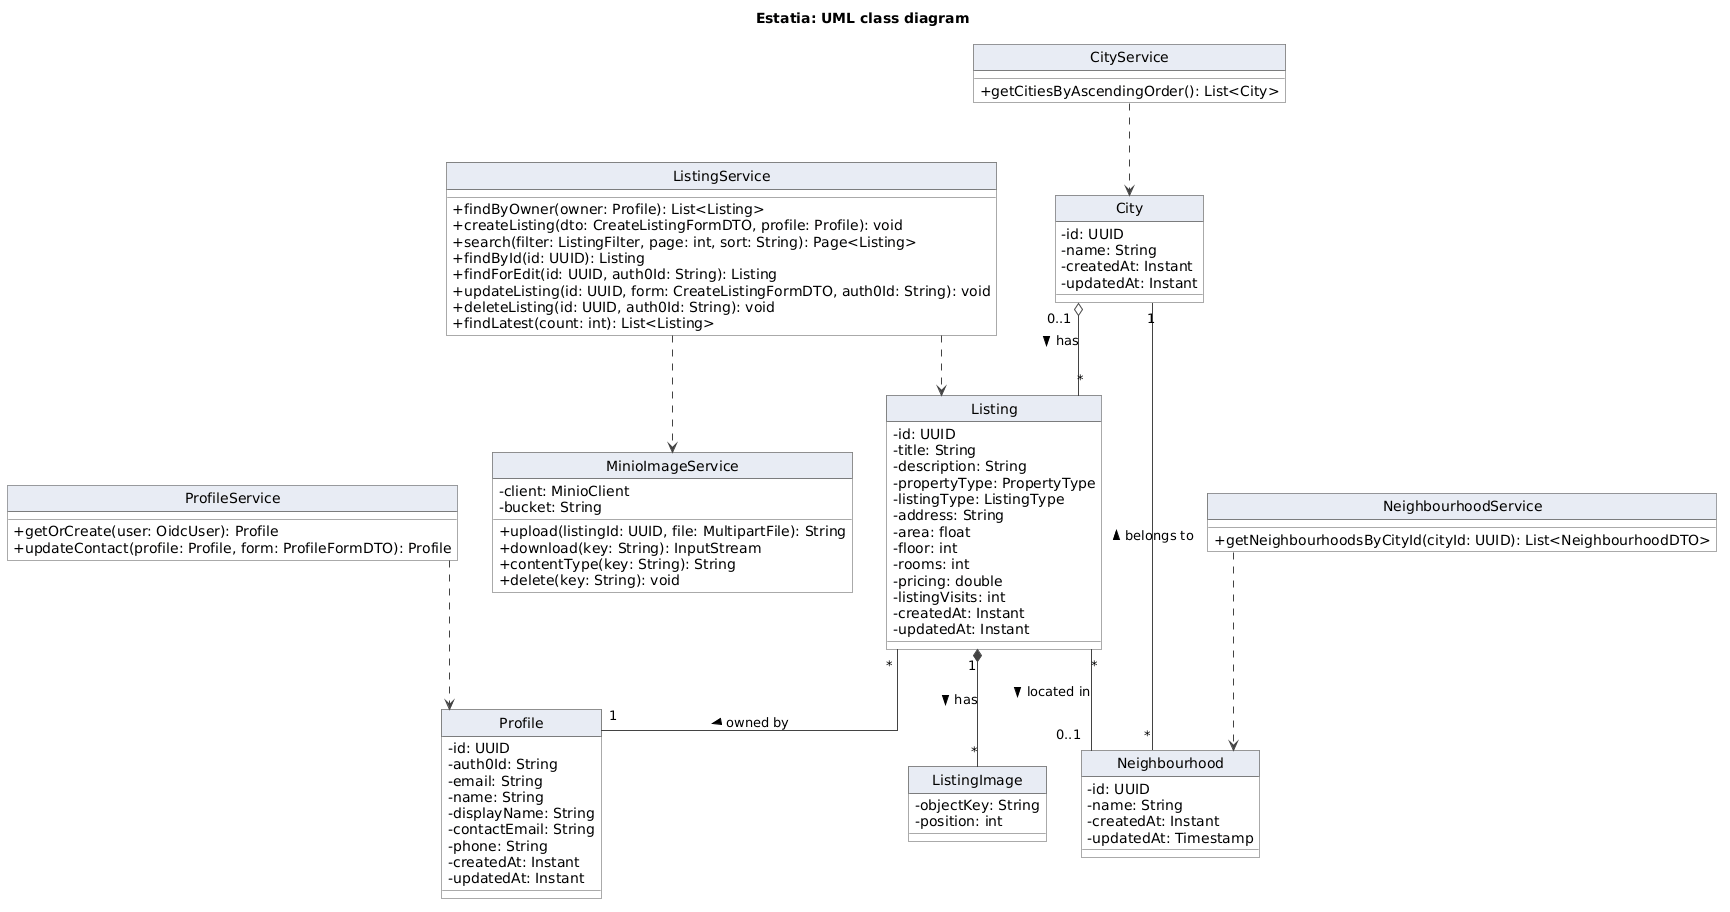 Estatia: UML class diagram
CityService
+getCitiesByAscendingOrder(): List<City>
ListingService
+findByOwner(owner: Profile): List<Listing>
+createListing(dto: CreateListingFormDTO, profile: Profile): void
+search(filter: ListingFilter, page: int, sort: String): Page<Listing>
+findById(id: UUID): Listing
+findForEdit(id: UUID, auth0Id: String): Listing
+updateListing(id: UUID, form: CreateListingFormDTO, auth0Id: String): void
+deleteListing(id: UUID, auth0Id: String): void
+findLatest(count: int): List<Listing>
City
-id: UUID
-name: String
-createdAt: Instant
-updatedAt: Instant
0..1
1
has
*
Listing
-id: UUID
-title: String
-description: String
-propertyType: PropertyType
-listingType: ListingType
-address: String
-area: float
-floor: int
-rooms: int
-pricing: double
-listingVisits: int
-createdAt: Instant
-updatedAt: Instant
MinioImageService
-client: MinioClient
-bucket: String
+upload(listingId: UUID, file: MultipartFile): String
+download(key: String): InputStream
+contentType(key: String): String
+delete(key: String): void
ProfileService
+getOrCreate(user: OidcUser): Profile
+updateContact(profile: Profile, form: ProfileFormDTO): Profile
belongs to
NeighbourhoodService
+getNeighbourhoodsByCityId(cityId: UUID): List<NeighbourhoodDTO>
*
1
*
has
located in
1
owned by
*
0..1
*
Profile
-id: UUID
-auth0Id: String
-email: String
-name: String
-displayName: String
-contactEmail: String
-phone: String
-createdAt: Instant
-updatedAt: Instant
ListingImage
-objectKey: String
-position: int
Neighbourhood
-id: UUID
-name: String
-createdAt: Instant
-updatedAt: Timestamp